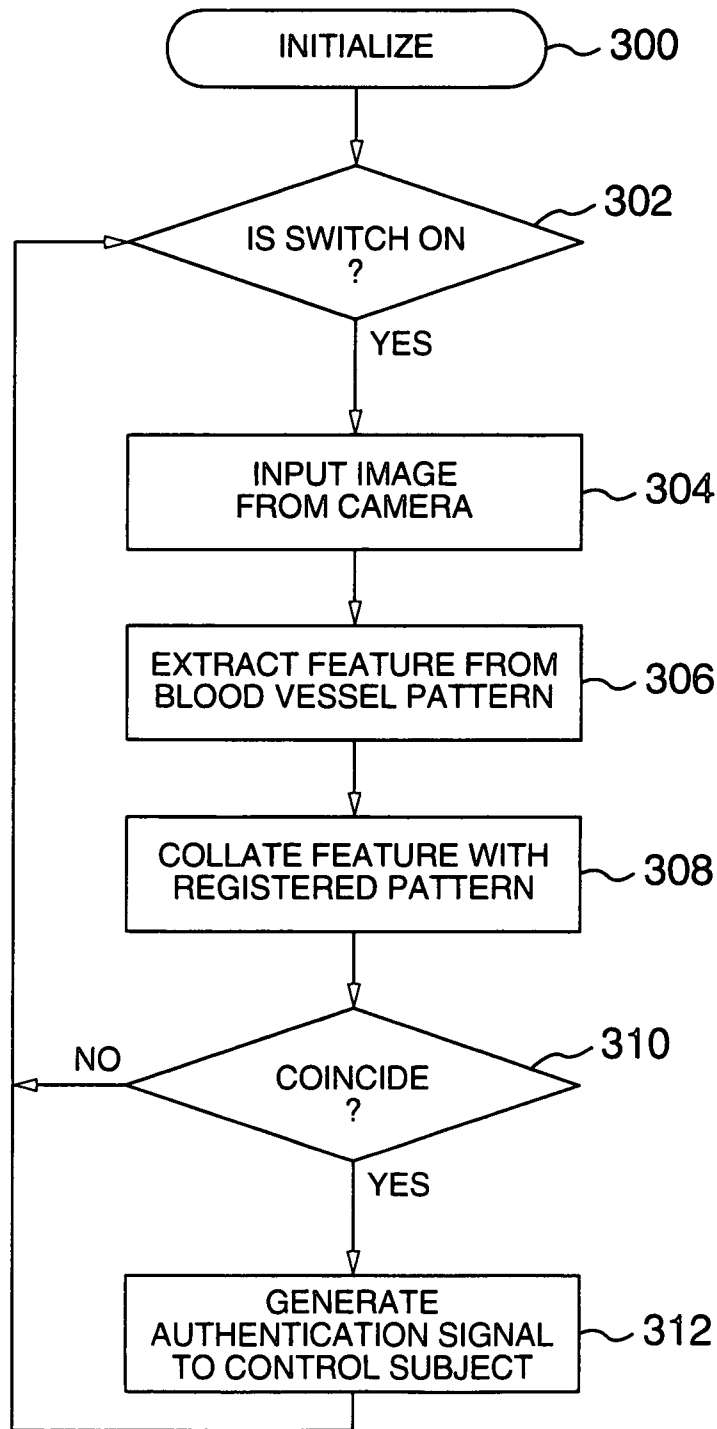 INITIALIZE
300
IS SWITCH ON
?
302
YES
INPUT IMAGE
FROM CAMERA
304
EXTRACT FEATURE FROM
BLOOD VESSEL PATTERN
306
COLLATE FEATURE WITH
REGISTERED PATTERN
308
NO
COINCIDE
?
310
YES
GENERATE
AUTHENTICATION SIGNAL
TO CONTROL SUBJECT
312